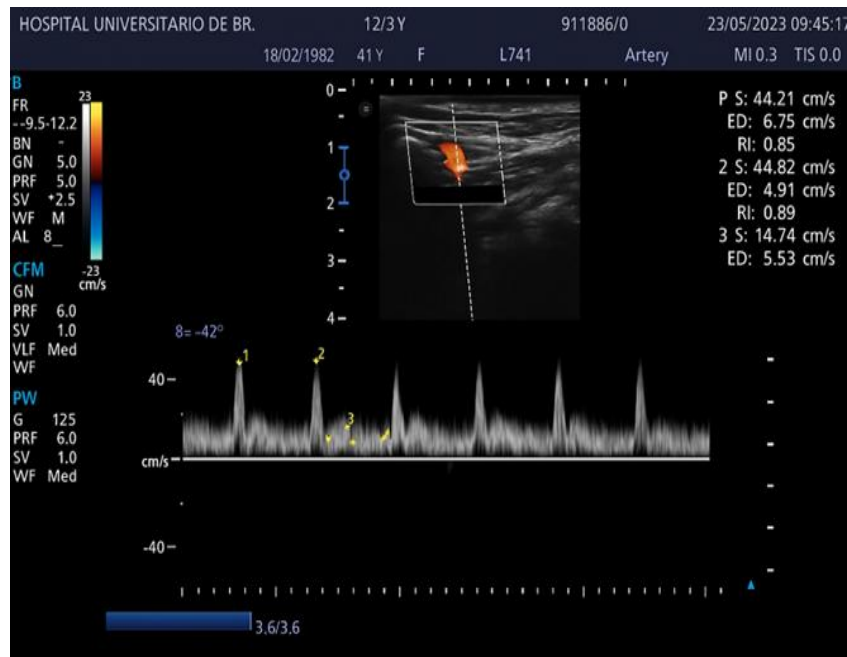 HOSPITAL UNIVERSITARIO DE BR. 12/3 Y 911886/0 23/05/2023 09:45:17
18/02/1982 41 Y F L741 Artery MI 0.3 TIS 0.0
B
FR
--9.5-12.2
BN -
GN 5.0
PRF 5.0
SV *2.5
WF M
AL 8_
23
-23
cm/s
CFM
GN
PRF 6.0
SV 1.0
VLF Med
WF
PW
G 125
PRF 6.0
SV 1.0
WF Med
0
1
2
3
4
P S: 44.21 cm/s
ED: 6.75 cm/s
RI: 0.85
2 S: 44.82 cm/s
ED: 4.91 cm/s
RI: 0.89
3 S: 14.74 cm/s
ED: 5.53 cm/s
8= -42°
1
2
3
40
cm/s
-40
3.6/3.6